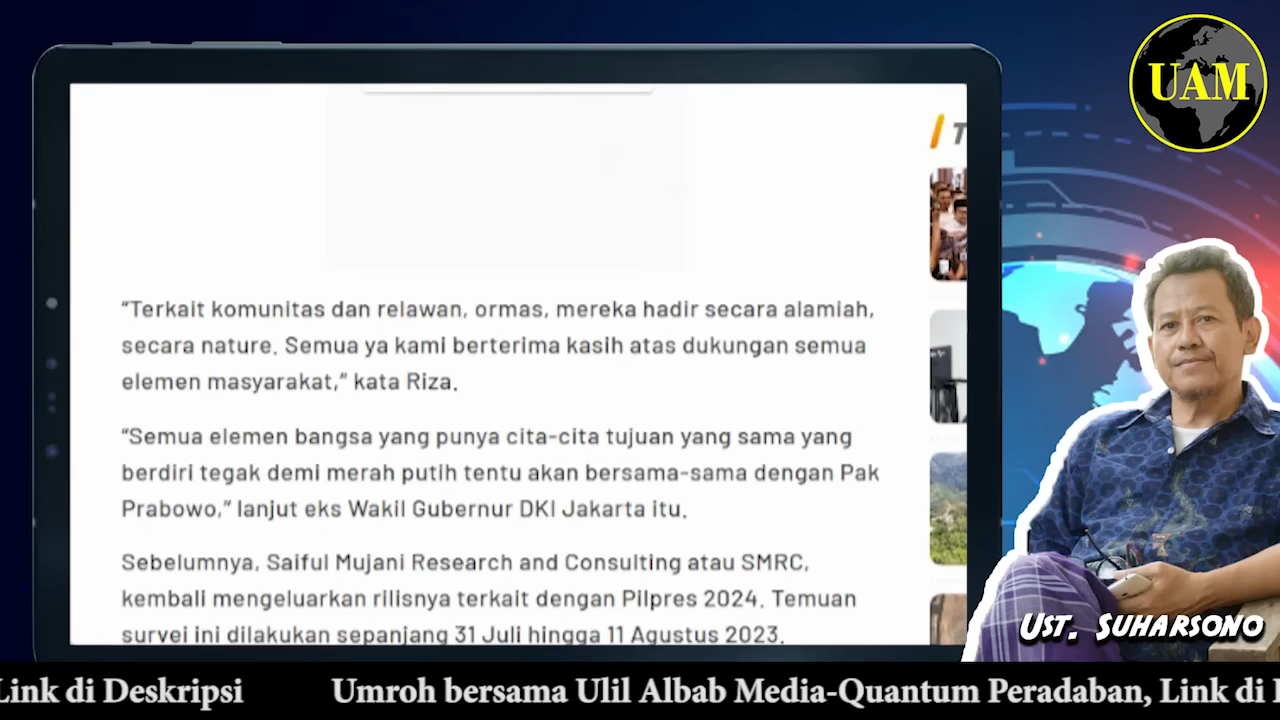 UAM
T
“Terkait komunitas dan relawan, ormas, mereka hadir secara alamiah,
secara nature. Semua ya kami berterima kasih atas dukungan semua
elemen masyarakat,” kata Riza.
“Semua elemen bangsa yang punya cita-cita tujuan yang sama yang
berdiri tegak demi merah putih tentu akan bersama-sama dengan Pak
Prabowo,” lanjut eks Wakil Gubernur DKI Jakarta itu.
Sebelumnya, Saiful Mujani Research and Consulting atau SMRC,
kembali mengeluarkan rilisnya terkait dengan Pilpres 2024. Temuan
survei ini dilakukan sepanjang 31 Juli hingga 11 Agustus 2023.
Ust. Suharsono
Link di Deskripsi Umroh bersama Ulil Albab Media-Quantum Peradaban, Link di